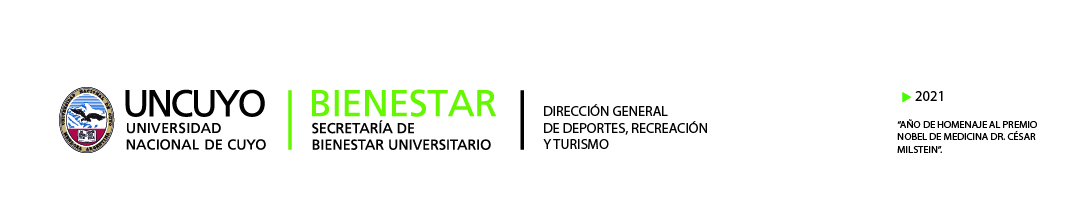 UNCUYO
UNIVERSIDAD
NACIONAL DE CUYO
BIENESTAR
SECRETARÍA DE
BIENESTAR UNIVERSITARIO
DIRECCIÓN GENERAL
DE DEPORTES, RECREACIÓN
Y TURISMO
2021
“AÑO DE HOMENAJE AL PREMIO
NOBEL DE MEDICINA DR. CÉSAR
MILSTEIN”.